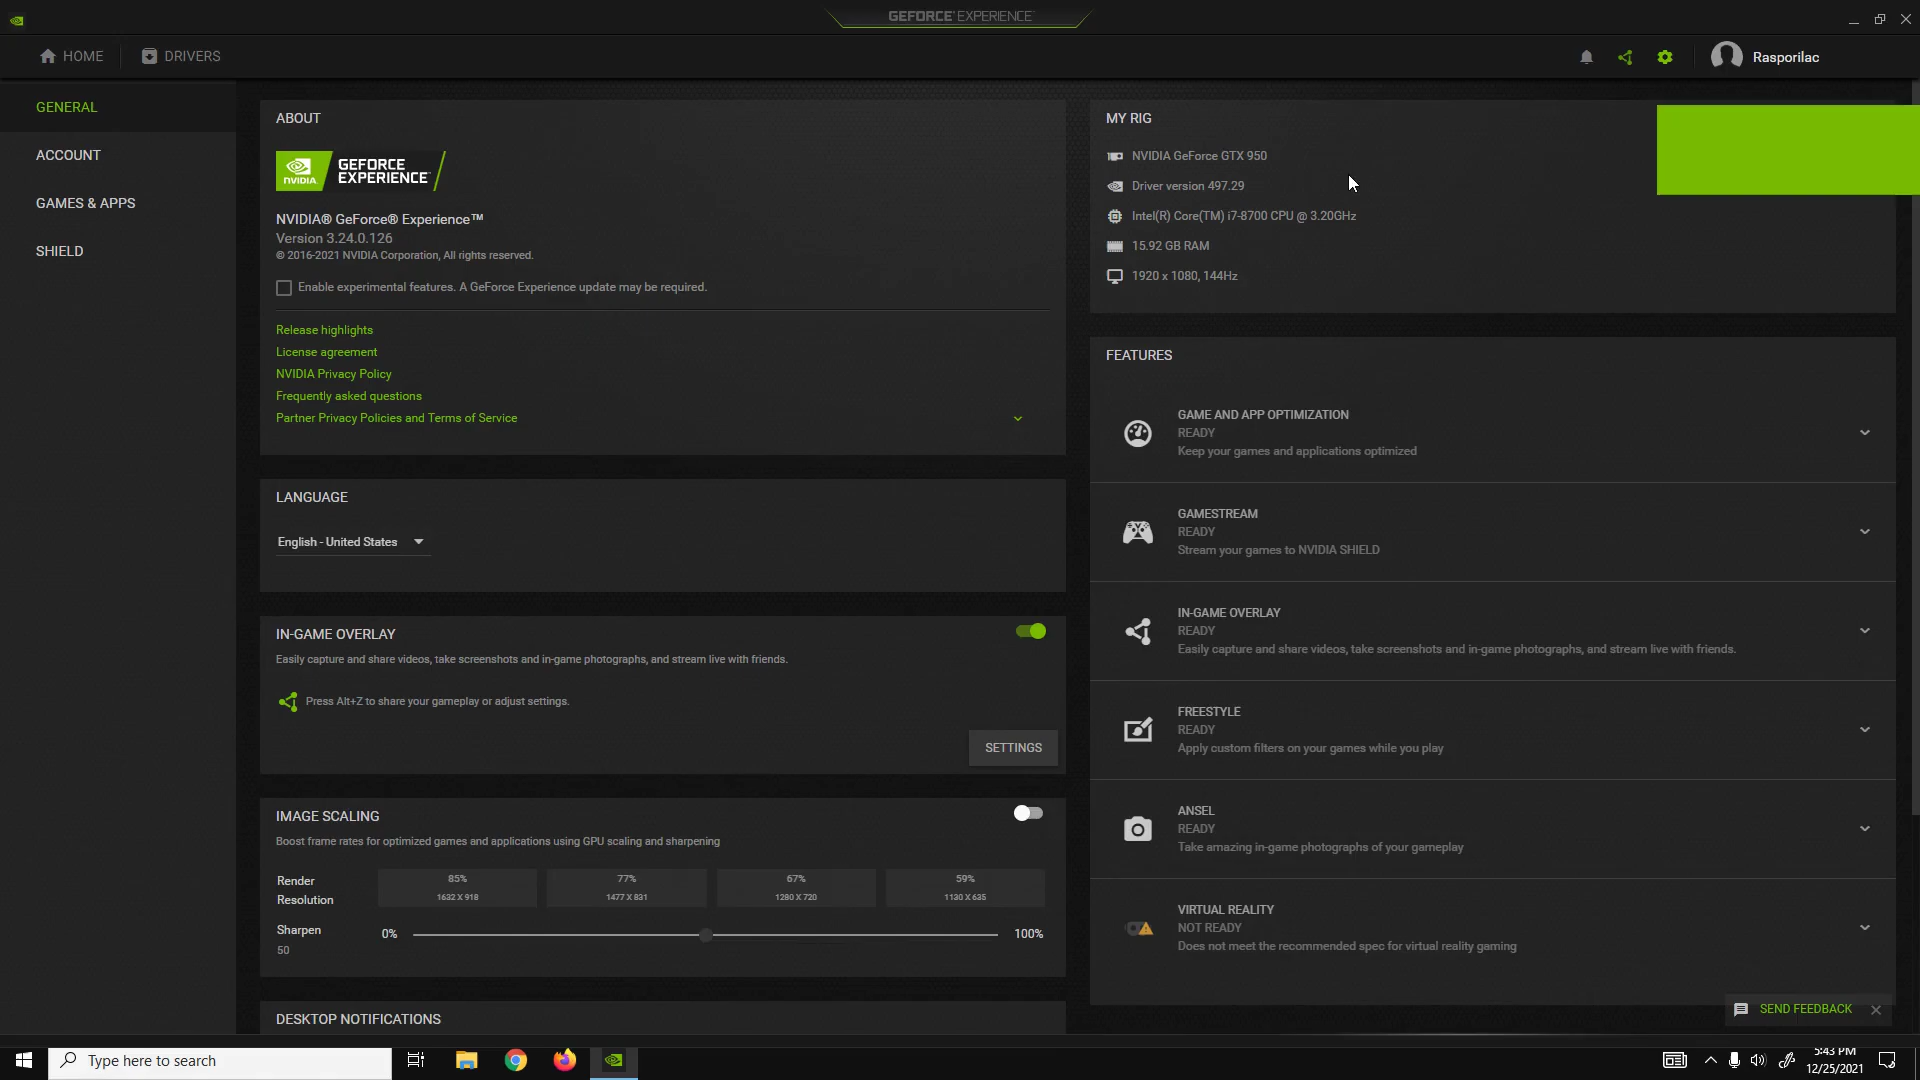 GEFORCE EXPERIENCE
HOME
DRIVERS
Rasporilac
GENERAL
ACCOUNT
GAMES & APPS
SHIELD
ABOUT
NVIDIA
GEFORCE
EXPERIENCE
NVIDIA® GeForce® Experience™
Version 3.24.0.126
© 2016-2021 NVIDIA Corporation, All rights reserved.
Enable experimental features. A GeForce Experience update may be required.
Release highlights
License agreement
NVIDIA Privacy Policy
Frequently asked questions
Partner Privacy Policies and Terms of Service
LANGUAGE
English - United States
IN-GAME OVERLAY
Easily capture and share videos, take screenshots and in-game photographs, and stream live with friends.
Press Alt+Z to share your gameplay or adjust settings.
SETTINGS
IMAGE SCALING
Boost frame rates for optimized games and applications using GPU scaling and sharpening
Render
Resolution
85%
1632 X 918
77%
1477 X 831
67%
1280 X 720
59%
1130 X 635
Sharpen
50
0%
100%
DESKTOP NOTIFICATIONS
MY RIG
NVIDIA GeForce GTX 950
Driver version 497.29
Intel(R) Core(TM) i7-8700 CPU @ 3.20GHz
15.92 GB RAM
1920 x 1080, 144Hz
FEATURES
GAME AND APP OPTIMIZATION
READY
Keep your games and applications optimized
GAMESTREAM
READY
Stream your games to NVIDIA SHIELD
IN-GAME OVERLAY
READY
Easily capture and share videos, take screenshots and in-game photographs, and stream live with friends.
FREESTYLE
READY
Apply custom filters on your games while you play
ANSEL
READY
Take amazing in-game photographs of your gameplay
VIRTUAL REALITY
NOT READY
Does not meet the recommended spec for virtual reality gaming
SEND FEEDBACK
Type here to search
5:43 PM
12/25/2021